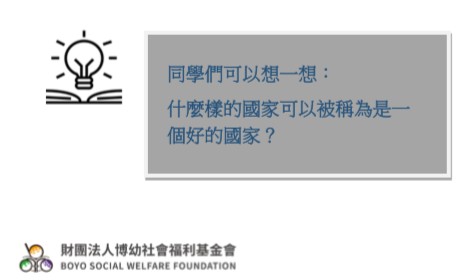 同學們可以想一想：
什麼樣的國家可以被稱為是一
個好的國家？
財團法人博幼社會福利基金會
BOYO SOCIAL WELFARE FOUNDATION